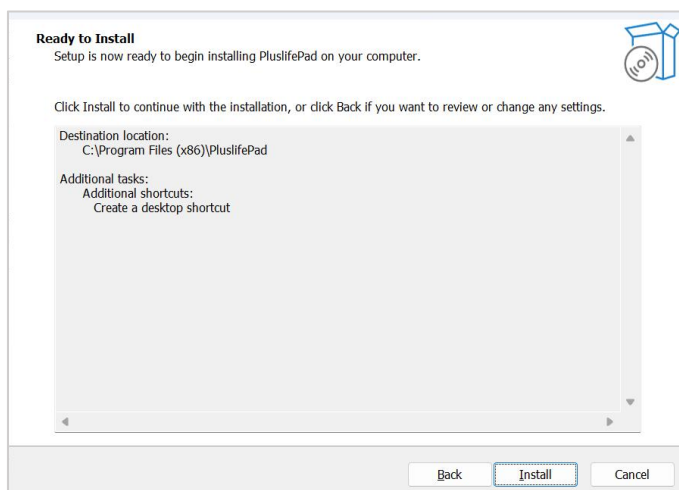 Ready to Install
Setup is now ready to begin installing PluslifePad on your computer.
Click Install to continue with the installation, or click Back if you want to review or change any settings.
Destination location:
C:\Program Files (x86)\PluslifePad
Additional tasks:
Additional shortcuts:
Create a desktop shortcut
Back Install Cancel